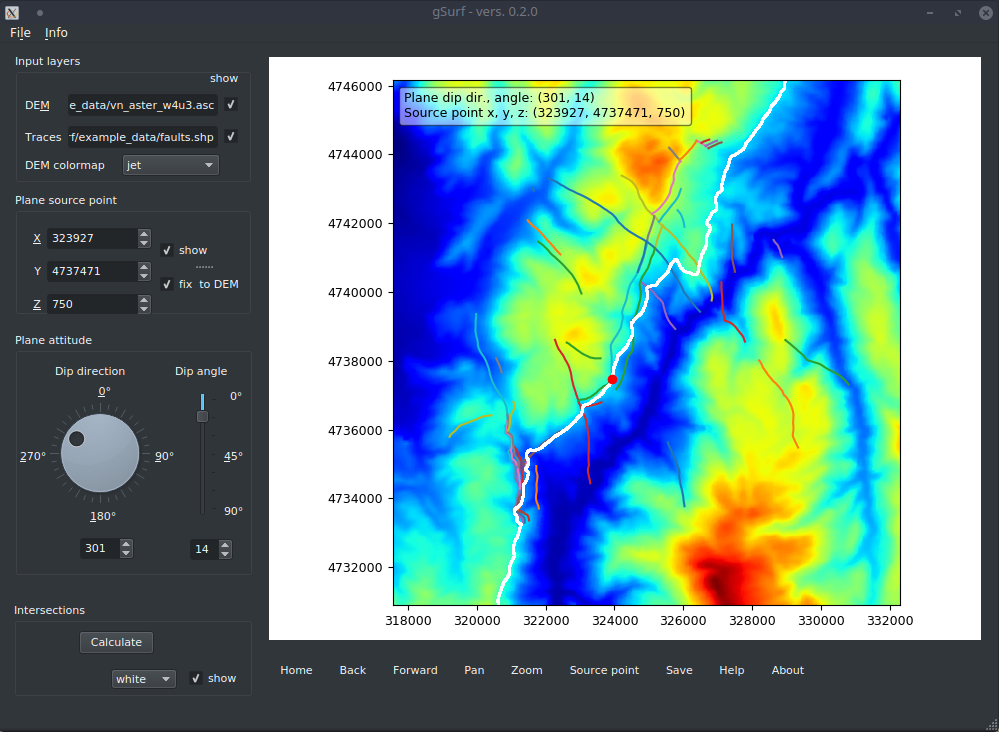 gSurf - vers. 0.2.0
File Info
Input layers
show
DEM e_data/vn_aster_w4u3.asc
Traces f/example_data/faults.shp
DEM colormap jet
Plane source point
X 323927
show
Y 4737471
fix to DEM
Z 750
Plane attitude
Dip direction Dip angle
0° 0°
270° 90° 45°
90°
180°
301 14
Intersections
Calculate
white show
Plane dip dir., angle: (301, 14)
Source point x, y, z: (323927, 4737471, 750)
4746000
4744000
4742000
4740000
4738000
4736000
4734000
4732000
318000 320000 322000 324000 326000 328000 330000 332000
Home Back Forward Pan Zoom Source point Save Help About